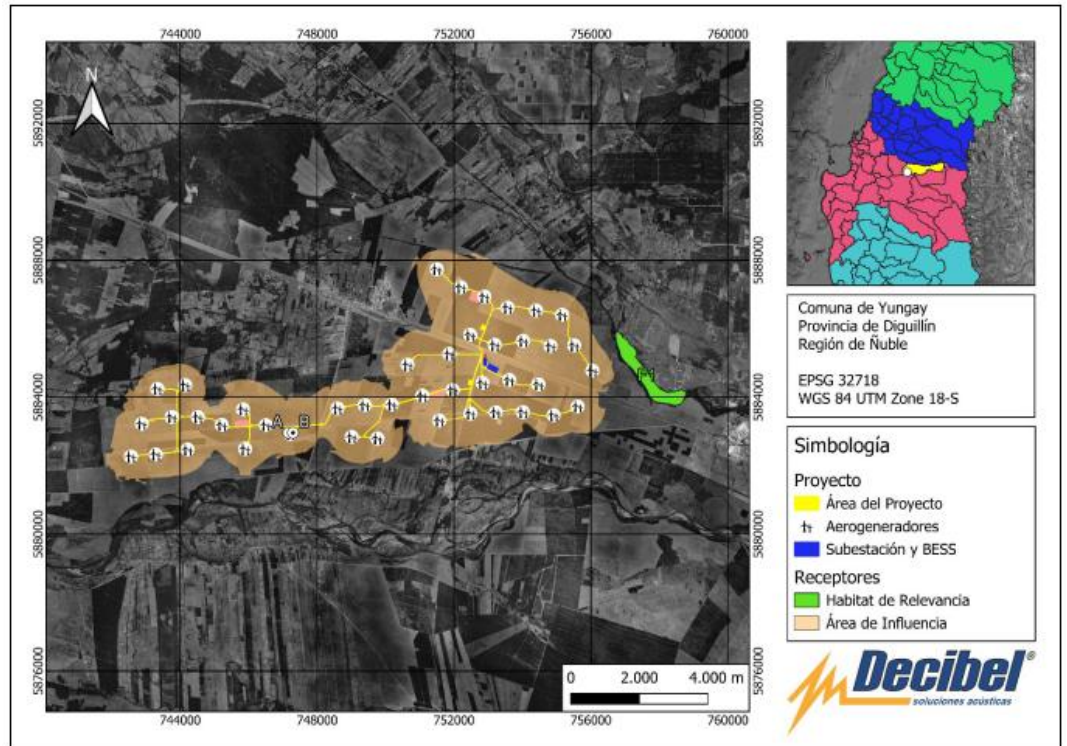 744000 748000 752000 756000 760000
N
5892000 5892000
5888000 5888000
5884000 5884000
5880000 5880000
5876000 5876000
A B
0 2.000 4.000 m
744000 748000 752000 756000 760000
Comuna de Yungay
Provincia de Diguillín
Región de Ñuble
EPSG 32718
WGS 84 UTM Zone 18-S
Simbología
Proyecto
Área del Proyecto
Aerogeneradores
Subestación y BESS
Receptores
Habitat de Relevancia
Área de Influencia
Decibel®
soluciones acústicas